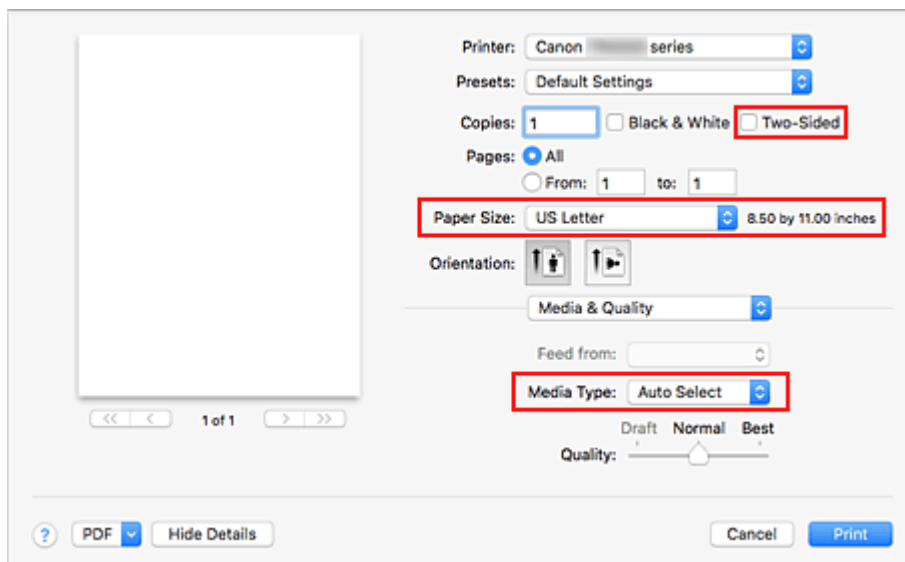 Printer: Canon series
Presets: Default Settings
Copies: 1 Black & White Two-Sided
Pages: All
From: 1 to: 1
Paper Size: US Letter 8.50 by 11.00 inches
Orientation:
Media & Quality
Feed from:
Media Type: Auto Select
1 of 1
Draft Normal Best
Quality:
? PDF Hide Details Cancel Print